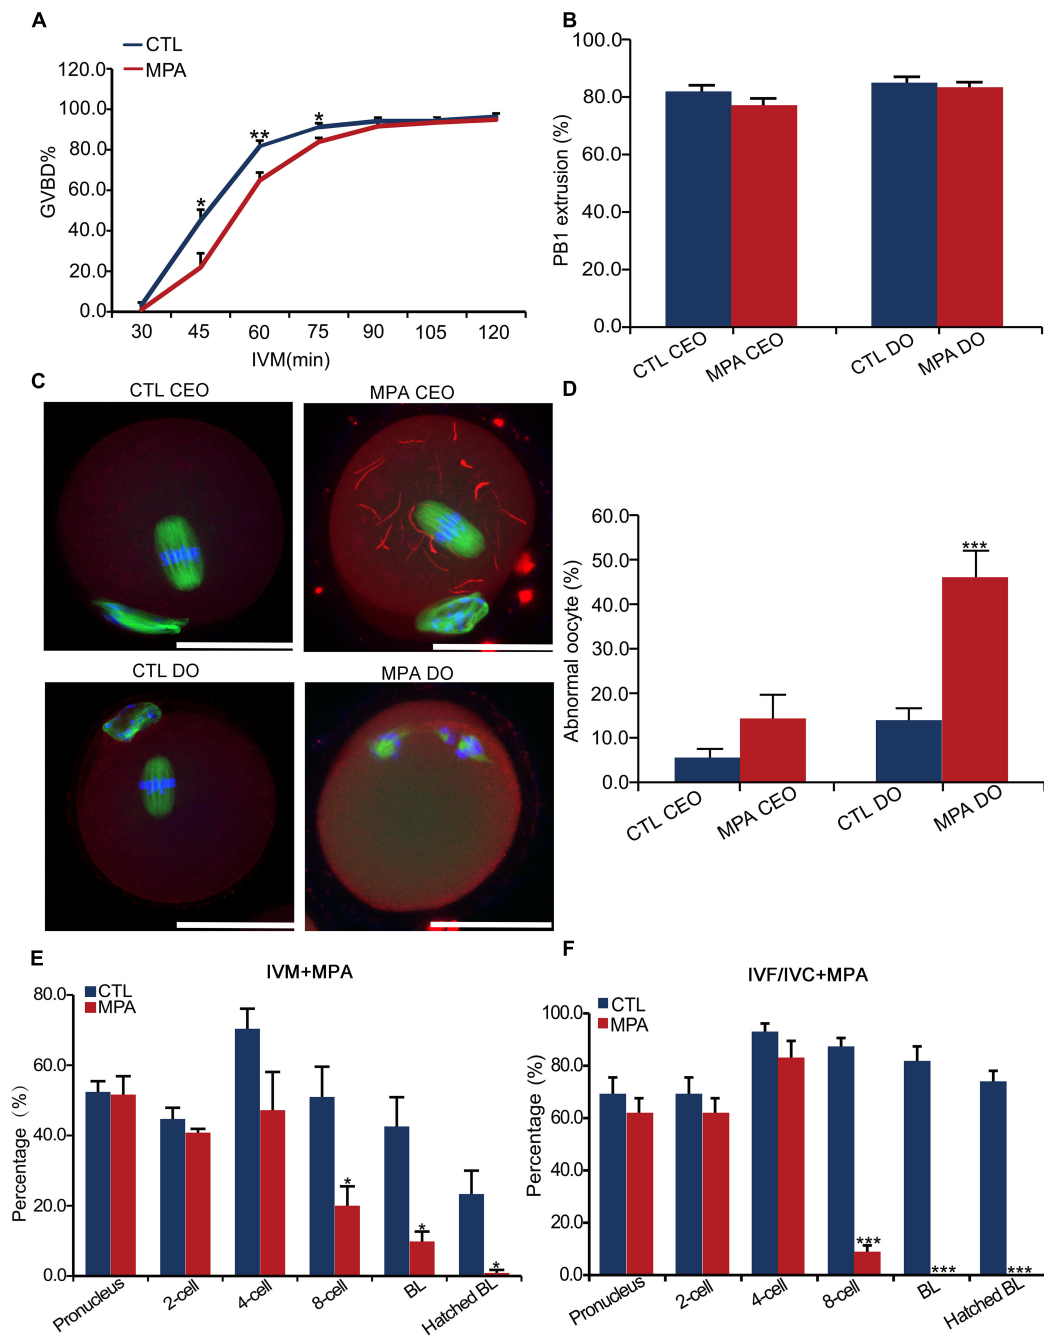 A
CTL
MPA
120.0
100.0
80.0
60.0
40.0
20.0
0.0
GVBD%
*
**
*
30 45 60 75 90 105 120
IVM(min)
B
100.0
80.0
60.0
40.0
20.0
0.0
PB1 extrusion (%)
CTL CEO
MPA CEO
CTL DO
MPA DO
C
CTL CEO
MPA CEO
CTL DO
MPA DO
D
60.0
50.0
40.0
30.0
20.0
10.0
0.0
Abnormal oocyte (%)
***
CTL CEO
MPA CEO
CTL DO
MPA DO
E
IVM+MPA
CTL
MPA
80.0
60.0
40.0
20.0
0.0
Percentage (%)
*
*
*
Pronucleus
2-cell
4-cell
8-cell
BL
Hatched BL
F
IVF/IVC+MPA
CTL
MPA
100.0
80.0
60.0
40.0
20.0
0.0
Percentage (%)
***
***
***
Pronucleus
2-cell
4-cell
8-cell
BL
Hatched BL